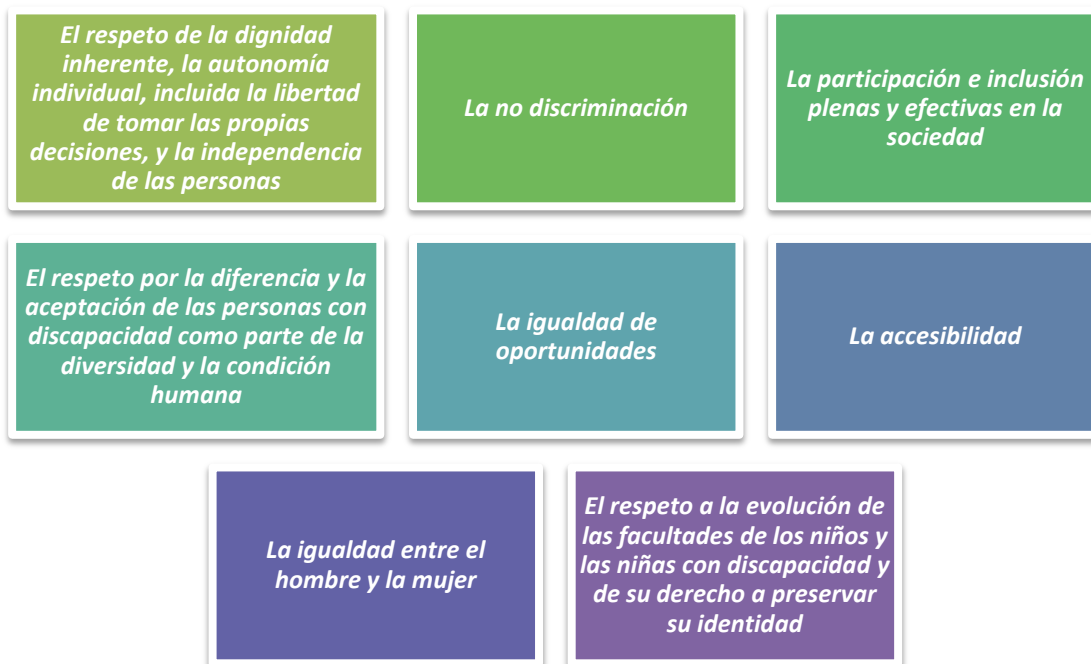 El respeto de la dignidad
inherente, la autonomía
individual, incluida la libertad
de tomar las propias
decisiones, y la independencia
de las personas
La no discriminación
La participación e inclusión
plenas y efectivas en la
sociedad
El respeto por la diferencia y la
aceptación de las personas con
discapacidad como parte de la
diversidad y la condición
humana
La igualdad de
oportunidades
La accesibilidad
La igualdad entre el
hombre y la mujer
El respeto a la evolución de
las facultades de los niños y
las niñas con discapacidad y
de su derecho a preservar
su identidad